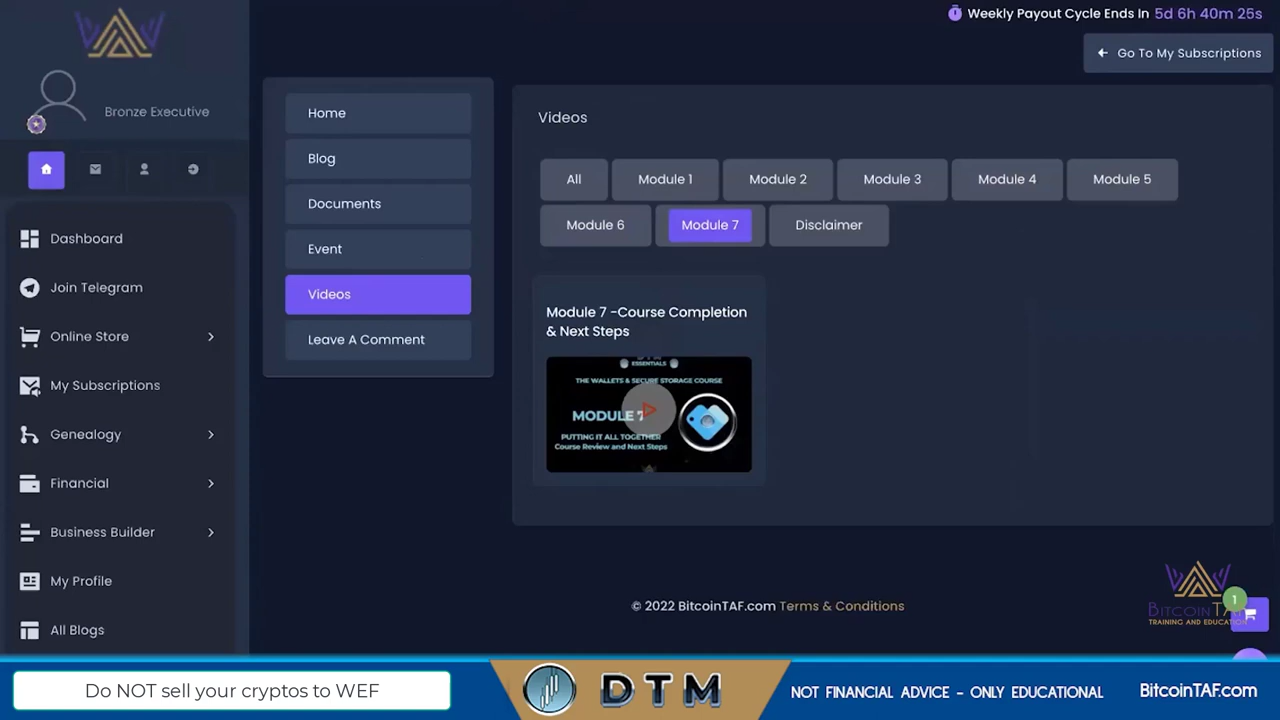 Weekly Payout Cycle Ends In 5d 6h 40m 25s
Go To My Subscriptions
Bronze Executive
Dashboard
Join Telegram
Online Store
My Subscriptions
Genealogy
Financial
Business Builder
My Profile
All Blogs
Home
Blog
Documents
Event
Videos
Leave A Comment
Videos
All
Module 1
Module 2
Module 3
Module 4
Module 5
Module 6
Module 7
Disclaimer
Module 7 -Course Completion
& Next Steps
DTM
ESSENTIALS
THE WALLETS & SECURE STORAGE COURSE
MODULE 7
PUTTING IT ALL TOGETHER
Course Review and Next Steps
© 2022 BitcoinTAF.com Terms & Conditions
1
TRAINING AND EDUCATION
Do NOT sell your cryptos to WEF
DTM
NOT FINANCIAL ADVICE - ONLY EDUCATIONAL
BitcoinTAF.com